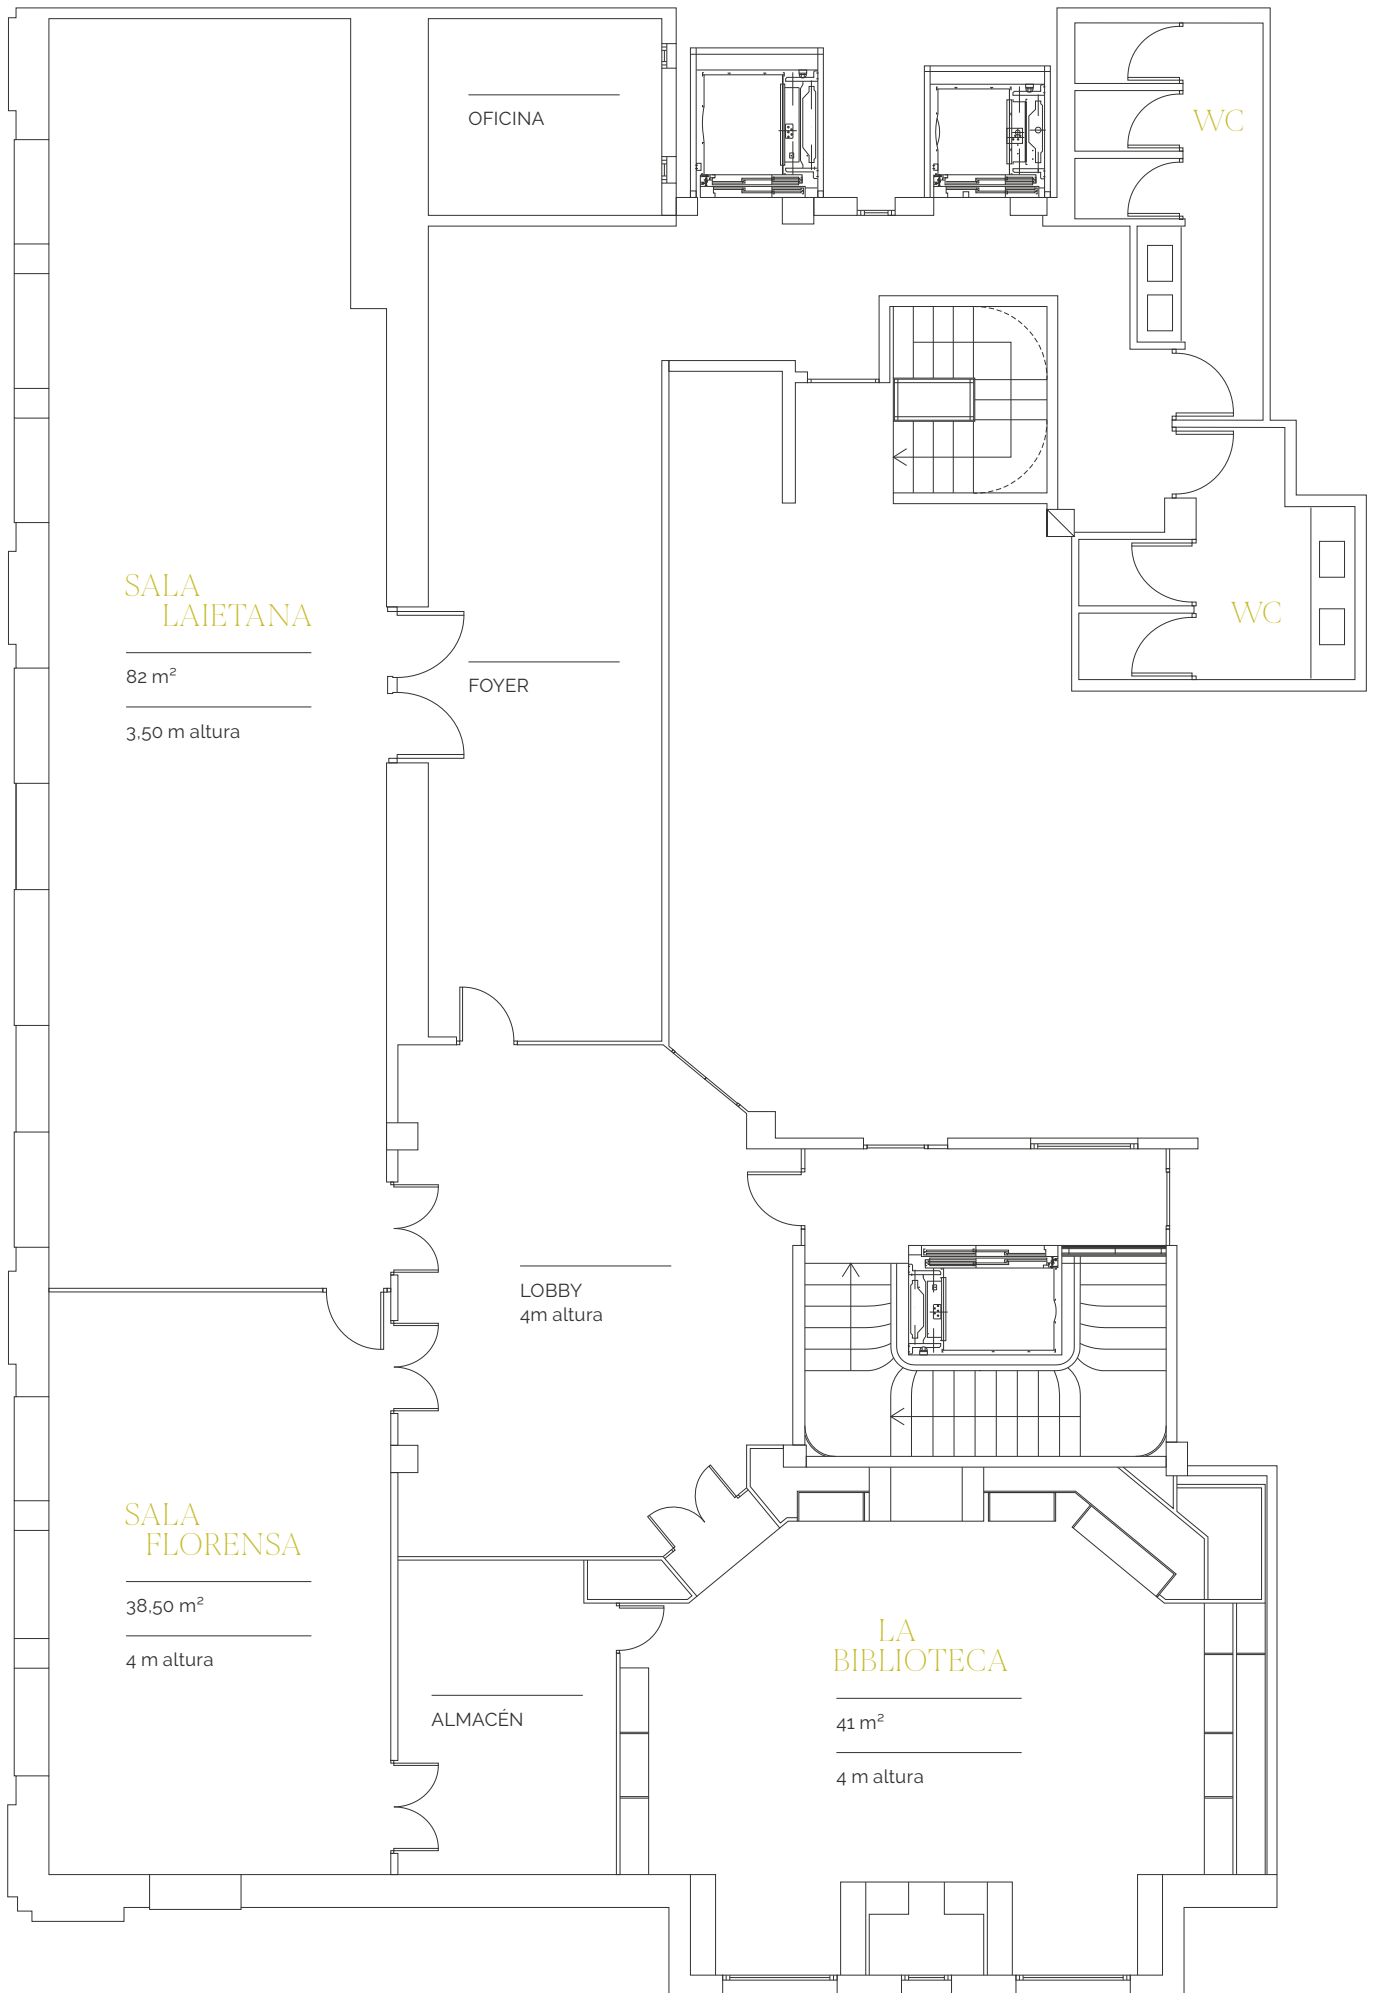 OFICINA
WC
SALA
LAIETANA
82 m²
3,50 m altura
FOYER
WC
LOBBY
4m altura
SALA
FLORENSA
38,50 m²
4 m altura
ALMACÉN
LA
BIBLIOTECA
41 m²
4 m altura